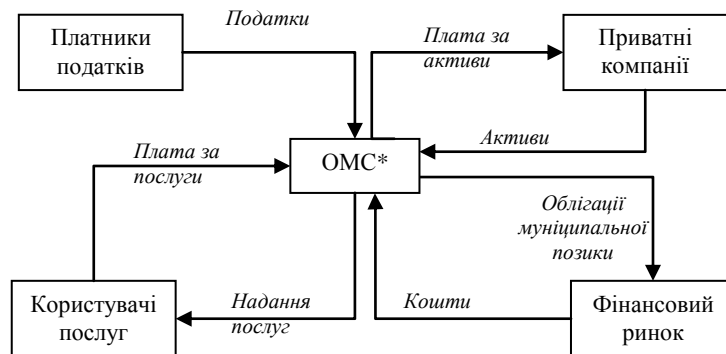 Податки
Платники
податків
Плата за
активи
Приватні
компанії
Активи
ОМС*
Плата за
послуги
Облігації
муніципальної
позики
Користувачі
послуг
Надання
послуг
Кошти
Фінансовий
ринок